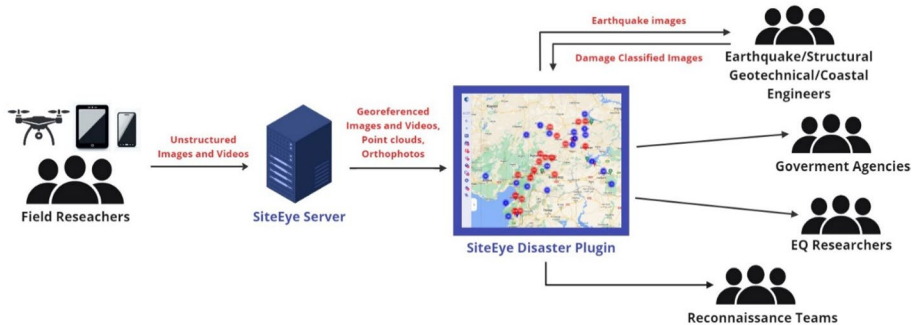 Earthquake images
Damage Classified Images
Earthquake/Structural
Geotechnical/Coastal
Engineers
Georeferenced
Images and Videos,
Point clouds,
Orthophotos
Unstructured
Images and Videos
Field Reseachers
SiteEye Server
SiteEye Disaster Plugin
Goverment Agencies
EQ Researchers
Reconnaissance Teams